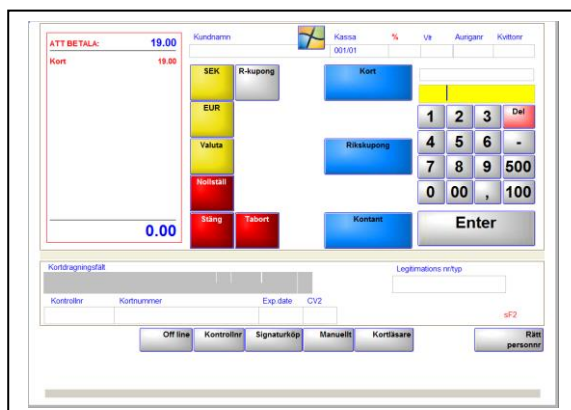 ATT BETALA: 19.00
Kort 19.00
0.00
Kundnamn
Kassa % Vit Auriganr Kvittonr
001/01
SEK R-kupong
EUR
Valuta
Nollställ
Stäng Tabort
Kort
Rikskupong
Kontant
1 2 3 Del
4 5 6 -
7 8 9 500
0 00 , 100
Enter
Kortdragningsfält
Legitimations nr/typ
Kontrollnr Kortnummer Exp.date CV2
sF2
Off line Kontrollnr Signaturköp Manuellt Kortläsare
Rätt
personnr